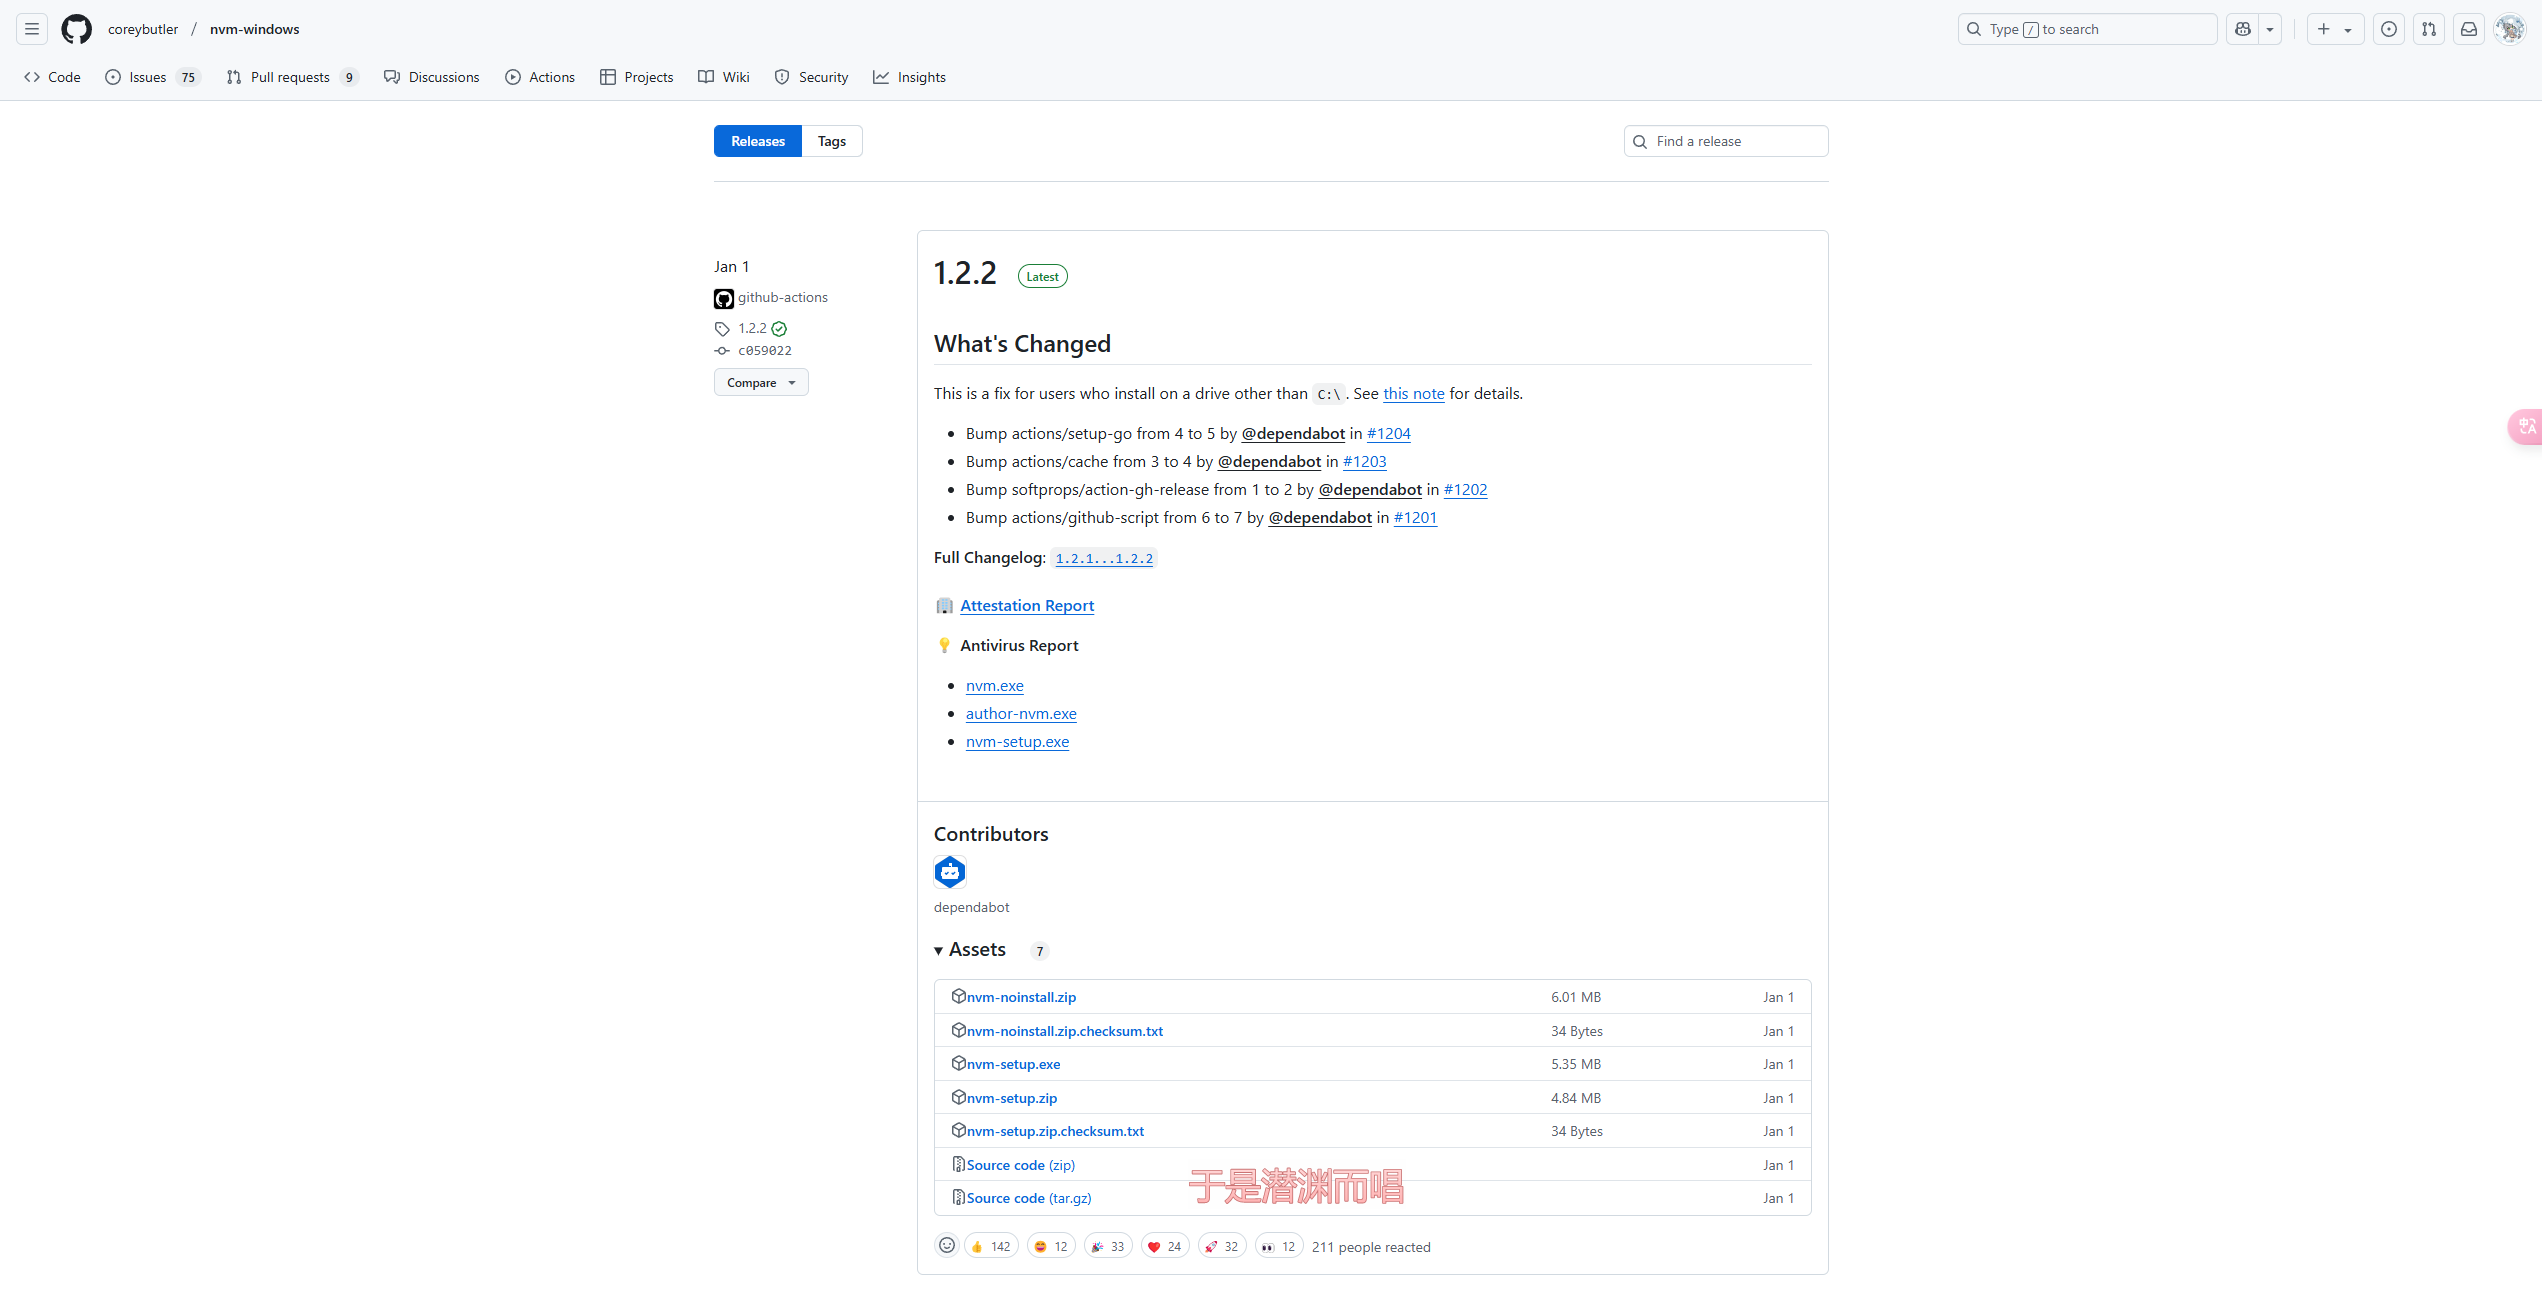 coreybutler / nvm-windows
Type / to search
Code
Issues 75
Pull requests 9
Discussions
Actions
Projects
Wiki
Security
Insights
Releases
Tags
Find a release
Jan 1
github-actions
1.2.2
c059022
Compare
1.2.2 Latest
What's Changed
This is a fix for users who install on a drive other than C:\. See this note for details.
Bump actions/setup-go from 4 to 5 by @dependabot in #1204
Bump actions/cache from 3 to 4 by @dependabot in #1203
Bump softprops/action-gh-release from 1 to 2 by @dependabot in #1202
Bump actions/github-script from 6 to 7 by @dependabot in #1201
Full Changelog: 1.2.1...1.2.2
Attestation Report
Antivirus Report
nvm.exe
author-nvm.exe
nvm-setup.exe
Contributors
dependabot
Assets 7
nvm-noinstall.zip 6.01 MB Jan 1
nvm-noinstall.zip.checksum.txt 34 Bytes Jan 1
nvm-setup.exe 5.35 MB Jan 1
nvm-setup.zip 4.84 MB Jan 1
nvm-setup.zip.checksum.txt 34 Bytes Jan 1
Source code (zip) Jan 1
于是潜渊而唱
Source code (tar.gz) Jan 1
142 12 33 24 32 12 211 people reacted
中A